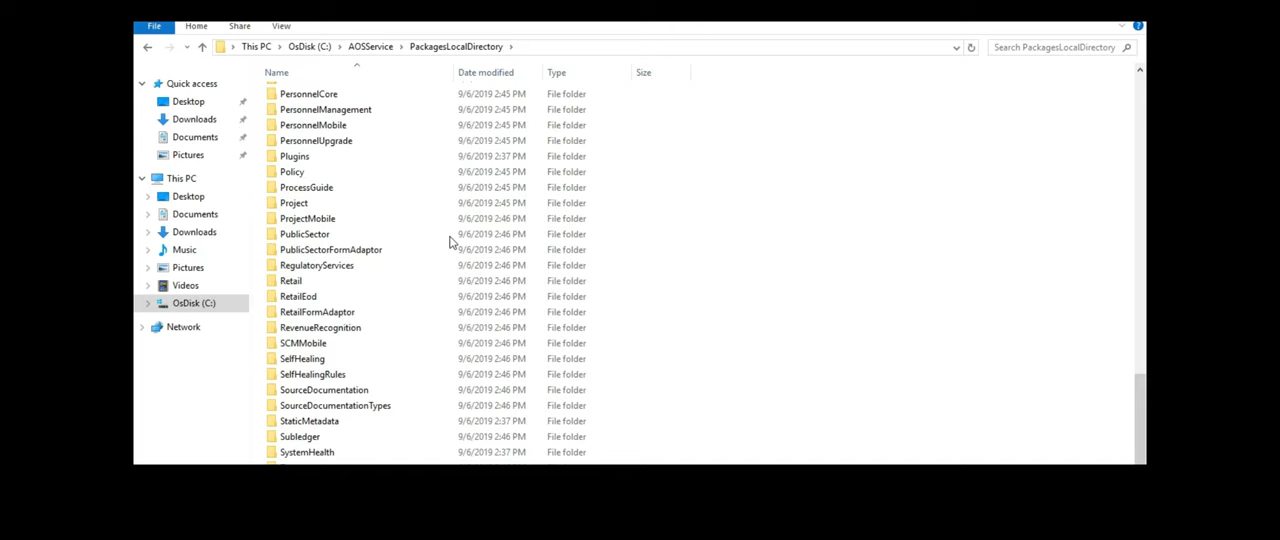 File Home Share View
This PC OsDisk (C:) AOSService PackagesLocalDirectory Search PackagesLocalDirectory
Name Date modified Type Size
Quick access
Desktop
Downloads
Documents
Pictures
This PC
Desktop
Documents
Downloads
Music
Pictures
Videos
OsDisk (C:)
Network
PersonnelCore 9/6/2019 2:45 PM File folder
PersonnelManagement 9/6/2019 2:45 PM File folder
PersonnelMobile 9/6/2019 2:45 PM File folder
PersonnelUpgrade 9/6/2019 2:45 PM File folder
Plugins 9/6/2019 2:37 PM File folder
Policy 9/6/2019 2:45 PM File folder
ProcessGuide 9/6/2019 2:45 PM File folder
Project 9/6/2019 2:45 PM File folder
ProjectMobile 9/6/2019 2:46 PM File folder
PublicSector 9/6/2019 2:46 PM File folder
PublicSectorFormAdaptor 9/6/2019 2:46 PM File folder
RegulatoryServices 9/6/2019 2:46 PM File folder
Retail 9/6/2019 2:46 PM File folder
RetailEod 9/6/2019 2:46 PM File folder
RetailFormAdaptor 9/6/2019 2:46 PM File folder
RevenueRecognition 9/6/2019 2:46 PM File folder
SCMMobile 9/6/2019 2:46 PM File folder
SelfHealing 9/6/2019 2:46 PM File folder
SelfHealingRules 9/6/2019 2:46 PM File folder
SourceDocumentation 9/6/2019 2:46 PM File folder
SourceDocumentationTypes 9/6/2019 2:46 PM File folder
StaticMetadata 9/6/2019 2:37 PM File folder
Subledger 9/6/2019 2:46 PM File folder
SystemHealth 9/6/2019 2:37 PM File folder